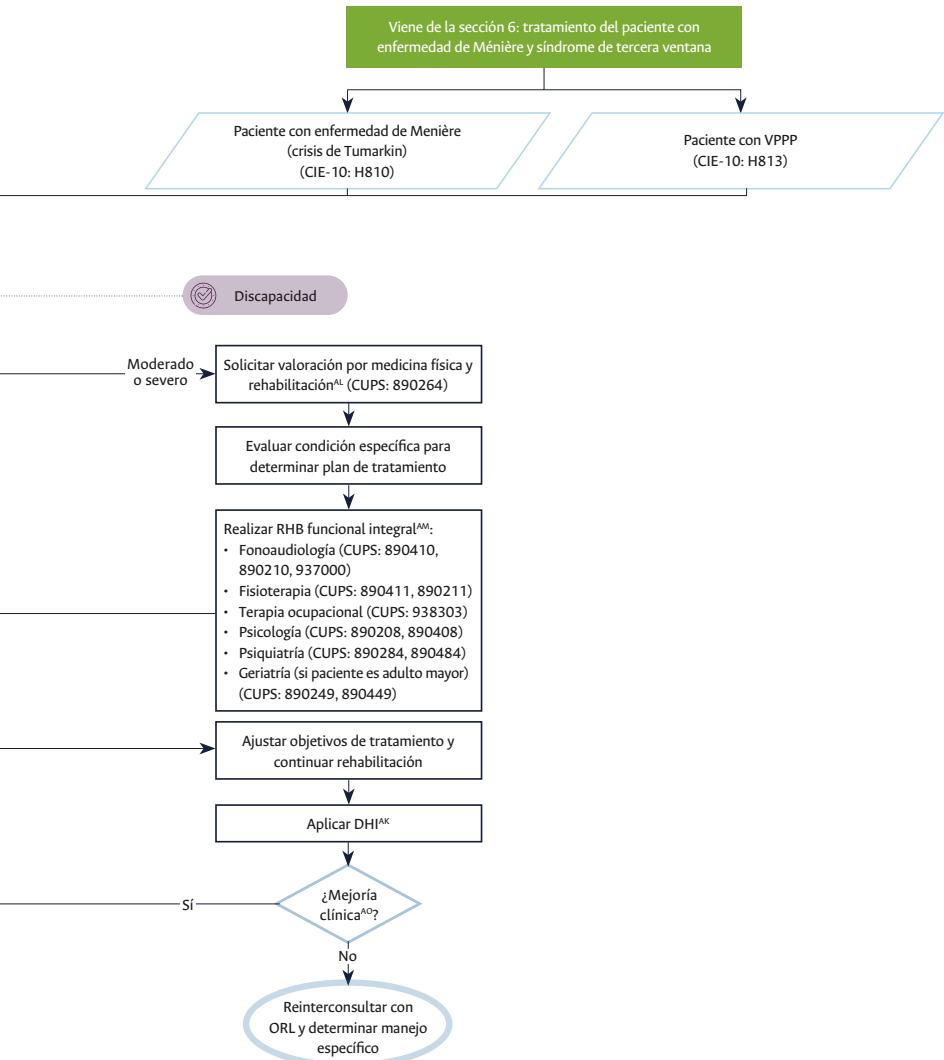 Viene de la sección 6: tratamiento del paciente con
enfermedad de Ménière y síndrome de tercera ventana
Paciente con enfermedad de Menière
(crisis de Tumarkin)
(CIE-10: H810)
Paciente con VPPP
(CIE-10: H813)
Discapacidad
Moderado
o severo
Solicitar valoración por medicina física y
rehabilitaciónᴬᴸ (CUPS: 890264)
Evaluar condición específica para
determinar plan de tratamiento
Realizar RHB funcional integralᴬᴹ:
• Fonoaudiología (CUPS: 890410,
890210, 937000)
• Fisioterapia (CUPS: 890411, 890211)
• Terapia ocupacional (CUPS: 938303)
• Psicología (CUPS: 890208, 890408)
• Psiquiatría (CUPS: 890284, 890484)
• Geriatría (si paciente es adulto mayor)
(CUPS: 890249, 890449)
Ajustar objetivos de tratamiento y
continuar rehabilitación
Aplicar DHIᴬᴷ
Sí
¿Mejoría
clínicaᴬᴼ?
No
Reinterconsultar con
ORL y determinar manejo
específico